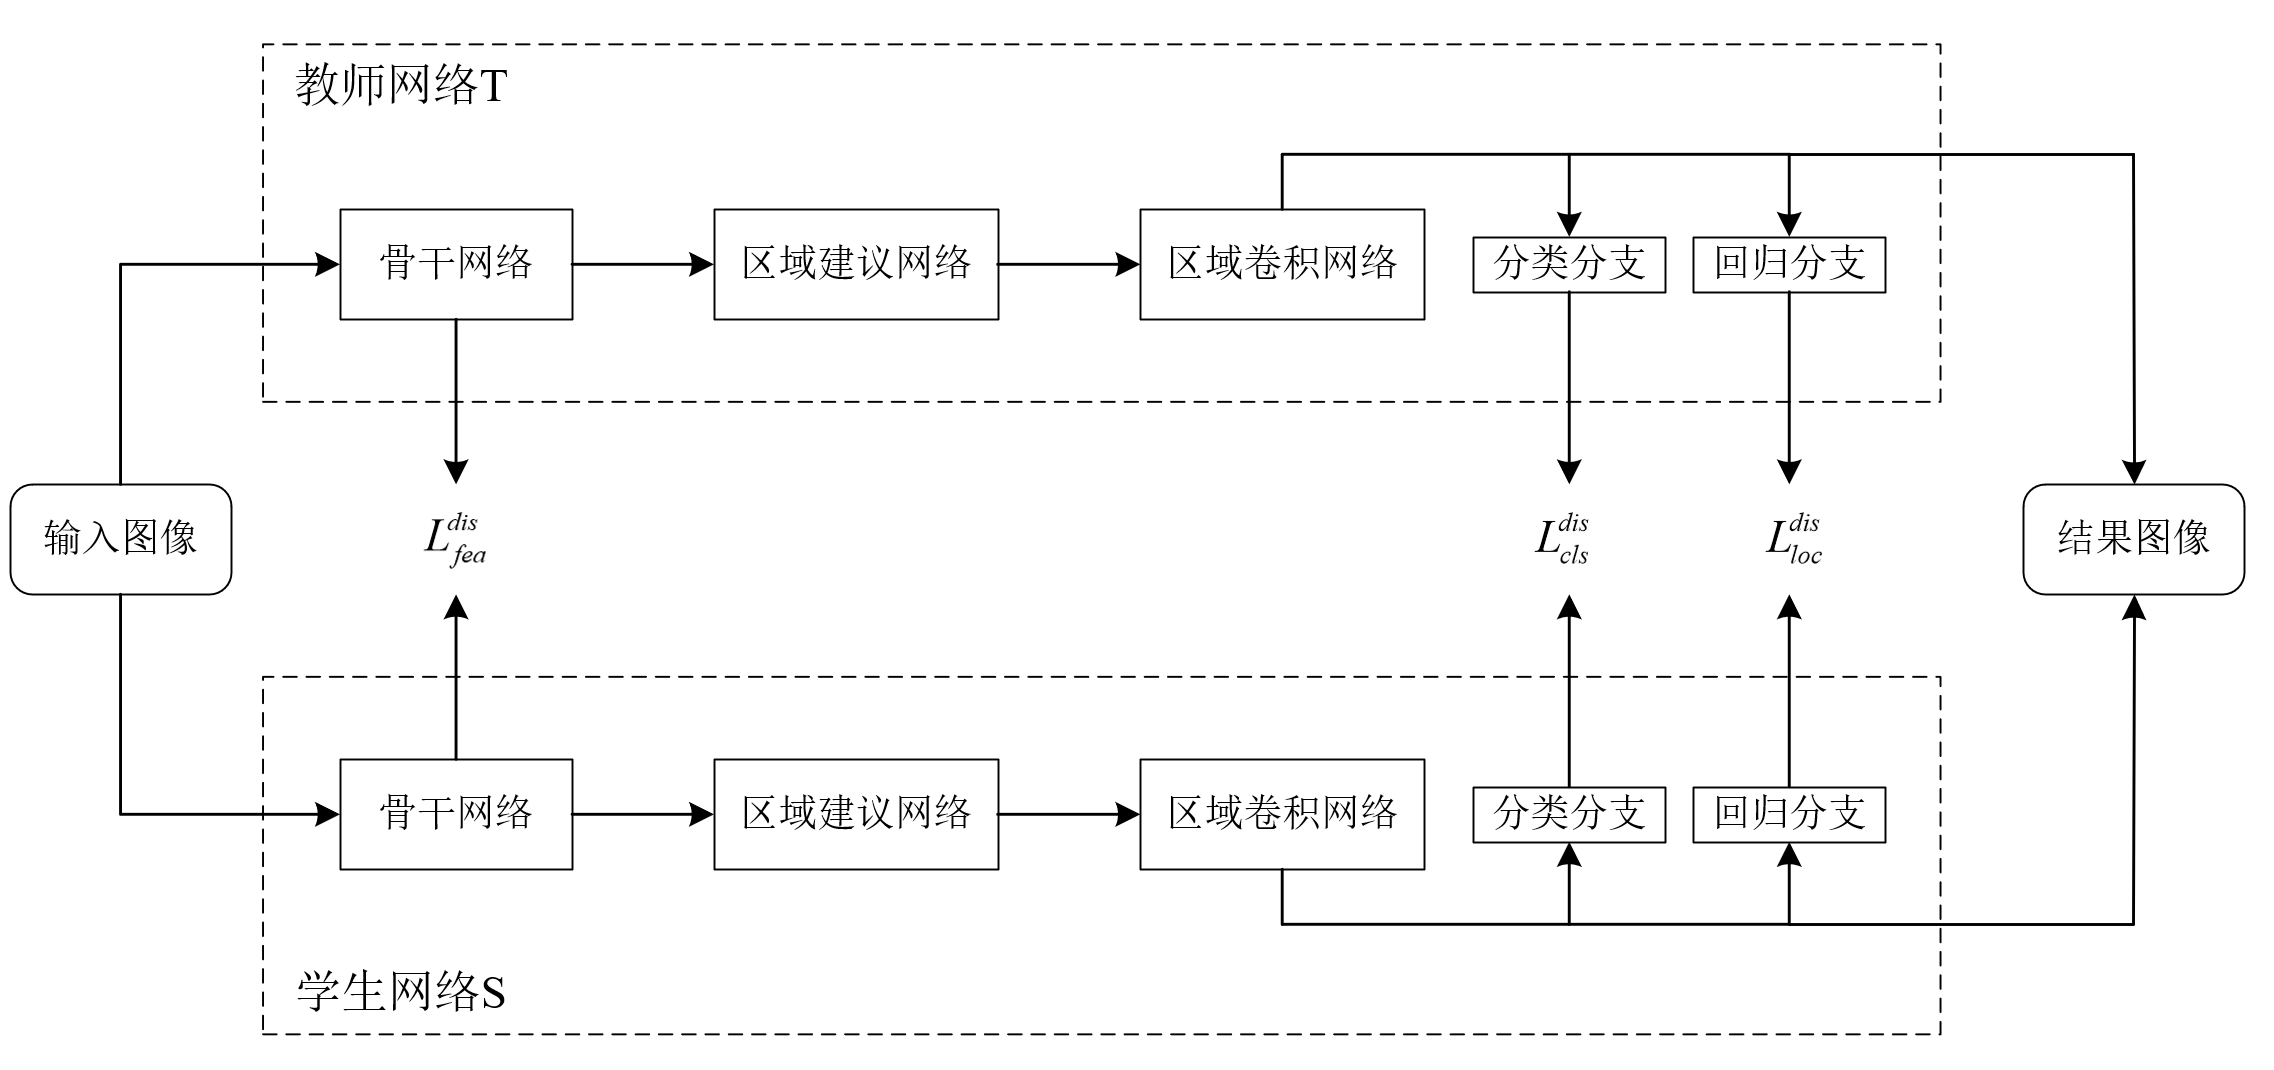 教师网络T
骨干网络
区域建议网络
区域卷积网络
分类分支
回归分支
输入图像
L_{fea}^{dis}
L_{cls}^{dis}
L_{loc}^{dis}
结果图像
骨干网络
区域建议网络
区域卷积网络
分类分支
回归分支
学生网络S